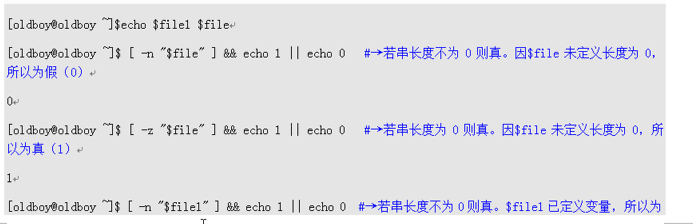 [oldboy@oldboy ~]$echo $file1 $file↵
[oldboy@oldboy ~]$ [ -n "$file" ] && echo 1 || echo 0 #→若串长度不为 0 则真。因$file 未定义长度为 0,
所以为假（0）↵
0↵
[oldboy@oldboy ~]$ [ -z "$file" ] && echo 1 || echo 0 #→若串长度为 0 则真。因$file 未定义长度为 0，所
以为真（1）↵
1↵
[oldboy@oldboy ~]$ [ -n "$file1" ] && echo 1 || echo 0 #→若串长度不为 0 则真。$file1 已定义变量，所以为